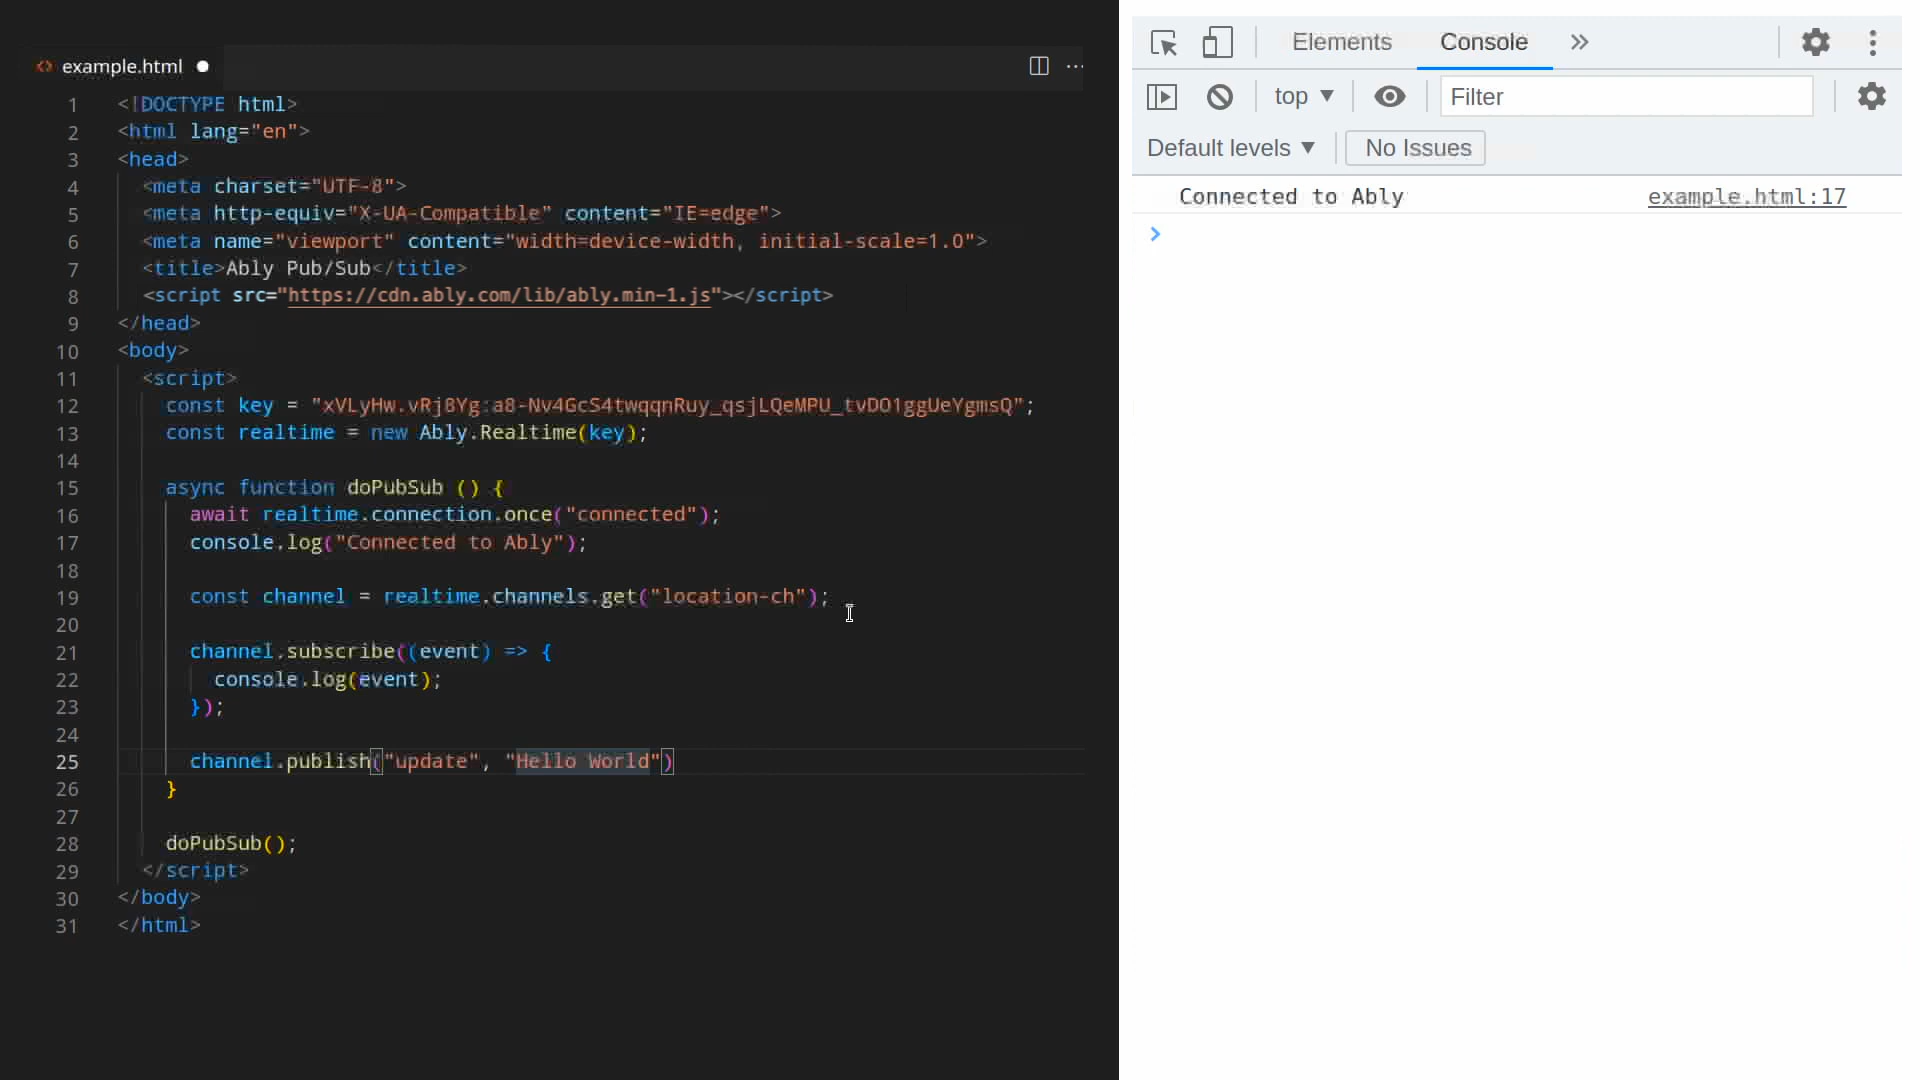 example.html
1 <!DOCTYPE html>
2 <html lang="en">
3 <head>
4 <meta charset="UTF-8">
5 <meta http-equiv="X-UA-Compatible" content="IE=edge">
6 <meta name="viewport" content="width=device-width, initial-scale=1.0">
7 <title>Ably Pub/Sub</title>
8 <script src="https://cdn.ably.com/lib/ably.min-1.js"></script>
9 </head>
10 <body>
11 <script>
12 const key = "xVLyHw.vRj8Yg:a8-Nv4GcS4twqqnRuy_qsjLQeMPU_tvDO1ggUeYgmsQ";
13 const realtime = new Ably.Realtime(key);
14
15 async function doPubSub () {
16 await realtime.connection.once("connected");
17 console.log("Connected to Ably");
18
19 const channel = realtime.channels.get("location-ch");
20
21 channel.subscribe((event) => {
22 console.log(event);
23 });
24
25 channel.publish("update", "Hello World")
26 }
27
28 doPubSub();
29 </script>
30 </body>
31 </html>
Elements Console
top Filter
Default levels No Issues
Connected to Ably example.html:17